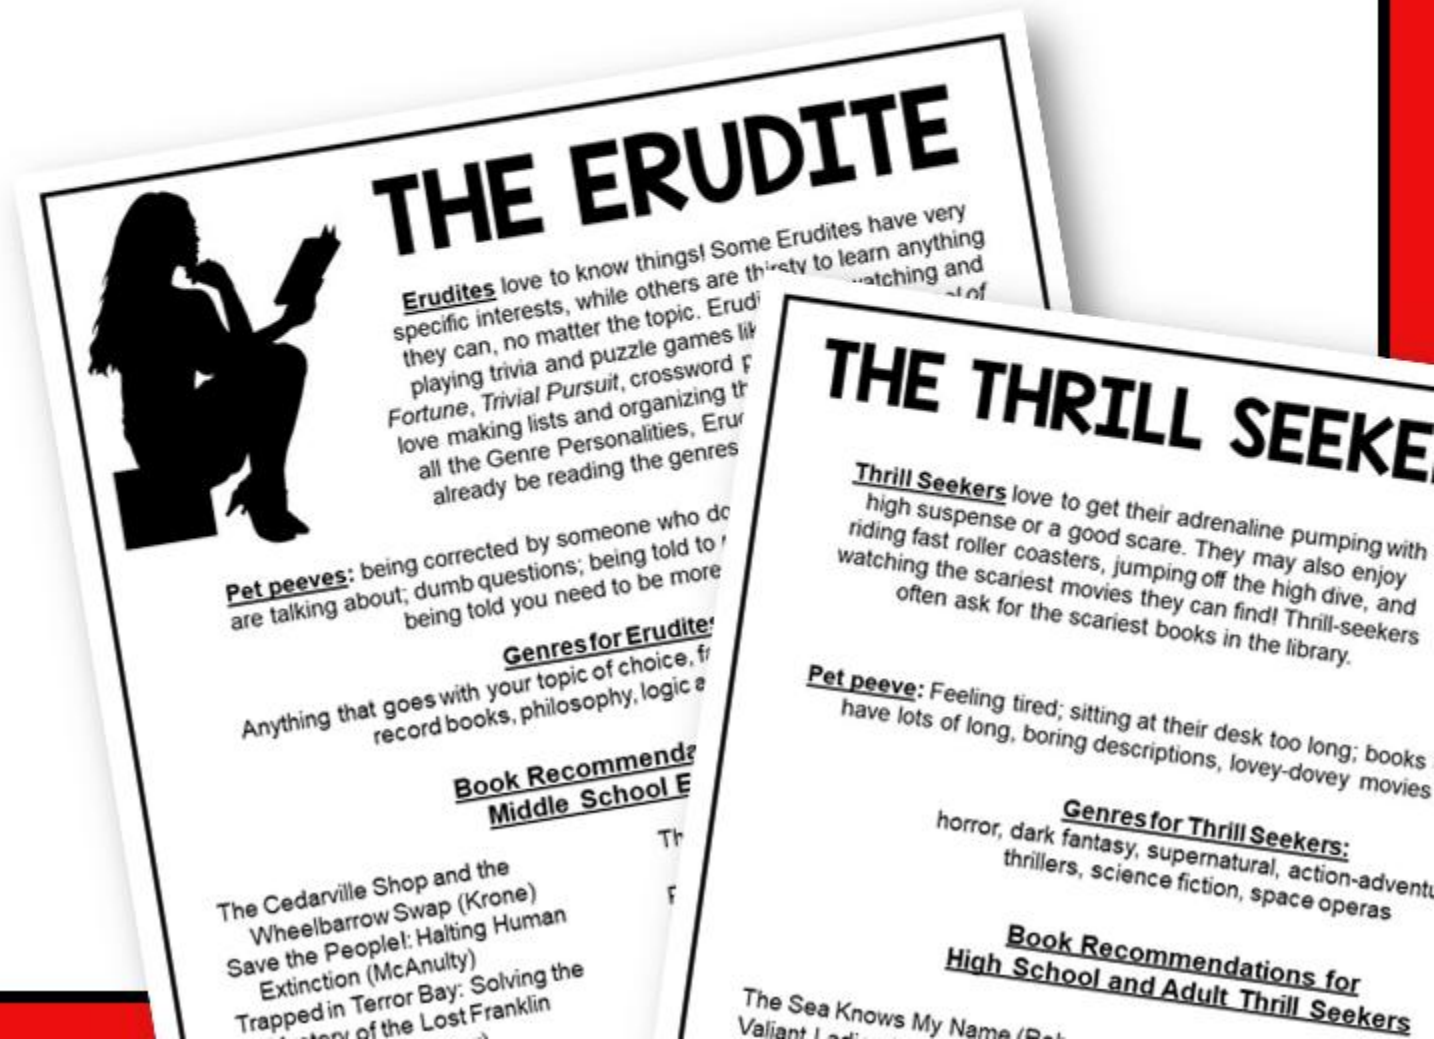 THE ERUDITE
Erudites love to know things! Some Erudites have very
specific interests, while others are thirsty to learn anything
they can, no matter the topic. watching and
playing trivia and puzzle games of
Fortune, Trivial Pursuit, crossword
love making lists and organizing
all the Genre Personalities,
already be reading the genres
Pet peeves: being corrected by someone who
are talking about; dumb questions; being told to
being told you need to be more
Genres for Erudites
Anything that goes with your topic of choice,
record books, philosophy, logic
Book
Middle School
The Cedarville Shop and the
Wheelbarrow Swap (Krone)
Save the People!: Halting Human
Extinction (McAnulty)
Trapped in Terror Bay: Solving the
of the Lost Franklin
THE THRILL
Thrill Seekers love to get their adrenaline pumping with
high suspense or a good scare. They may also enjoy
riding fast roller coasters, jumping off the high dive, and
watching the scariest movies they can find! Thrill-seekers
often ask for the scariest books in the library.
Pet peeve: Feeling tired; sitting at their desk too long; books
have lots of long, boring descriptions, lovey-dovey movies
Genres for Thrill Seekers:
horror, dark fantasy, supernatural,
thrillers, science fiction, space operas
Book Recommendations for
High School and Adult Thrill Seekers
The Sea Knows My Name
Valiant